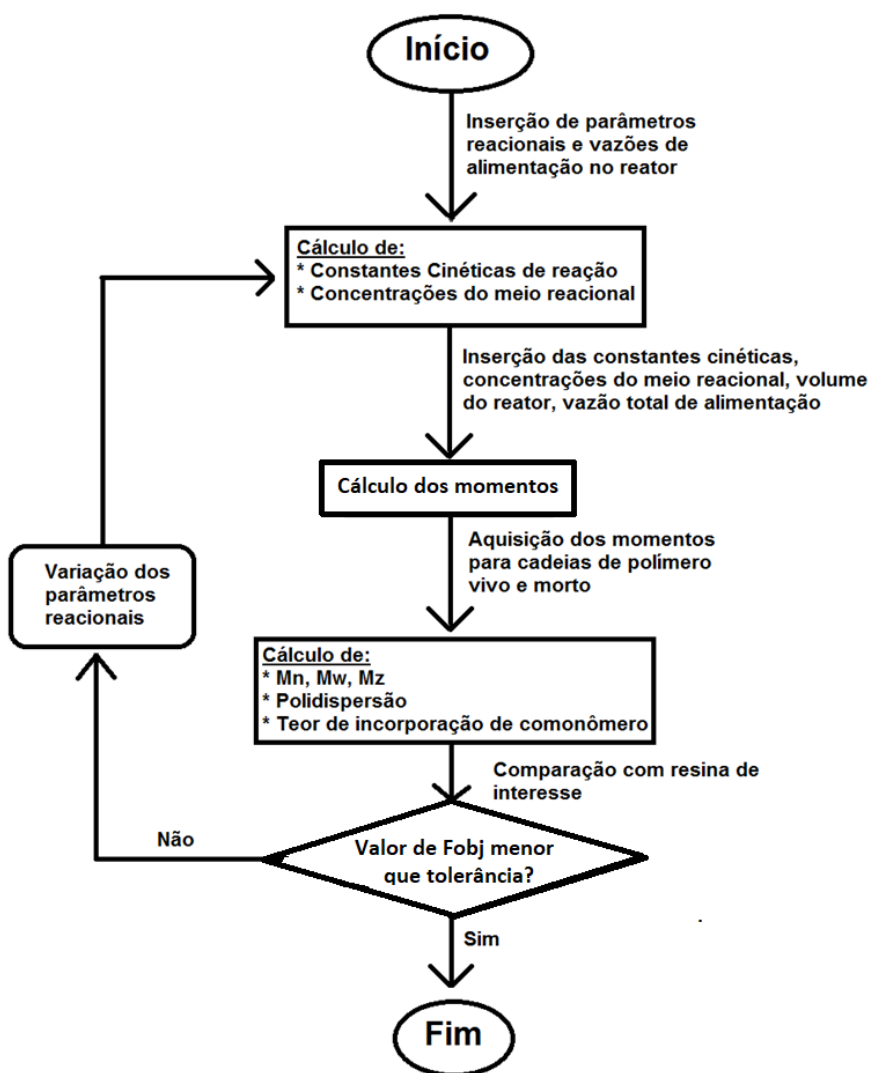 Início
Inserção de parâmetros
reacionais e vazões de
alimentação no reator
Cálculo de:
* Constantes Cinéticas de reação
* Concentrações do meio reacional
Inserção das constantes cinéticas,
concentrações do meio reacional, volume
do reator, vazão total de alimentação
Cálculo dos momentos
Aquisição dos momentos
para cadeias de polímero
vivo e morto
Variação dos
parâmetros
reacionais
Cálculo de:
* Mn, Mw, Mz
* Polidispersão
* Teor de incorporação de comonômero
Comparação com resina de
interesse
Não
Valor de Fobj menor
que tolerância?
Sim
Fim